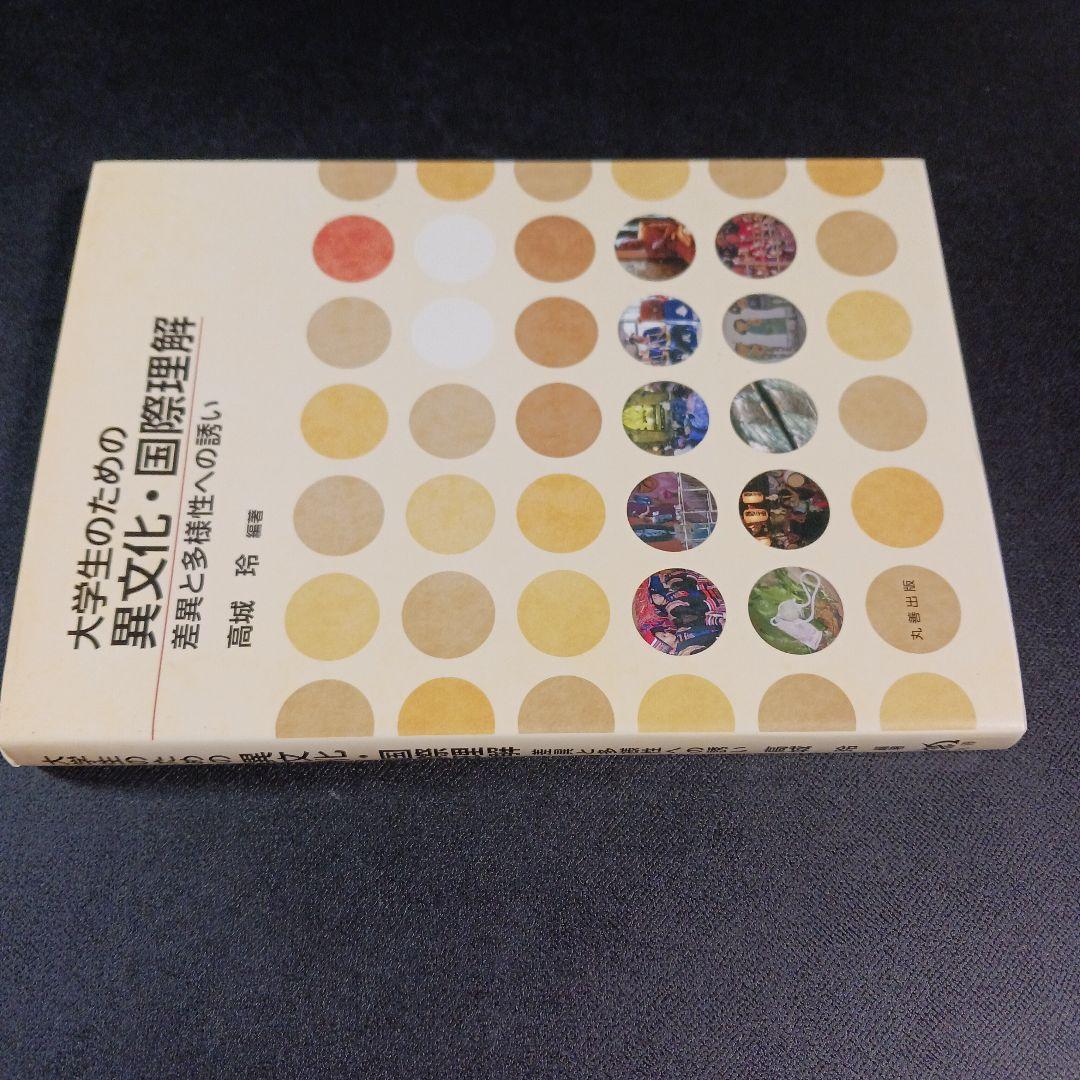 大学生のための
異文化・国際理解
差異と多様性への誘い
高城 玲 編著
丸善出版
大学生のための異文化・国際理解 差異と多様性への誘い 高城 玲 編著